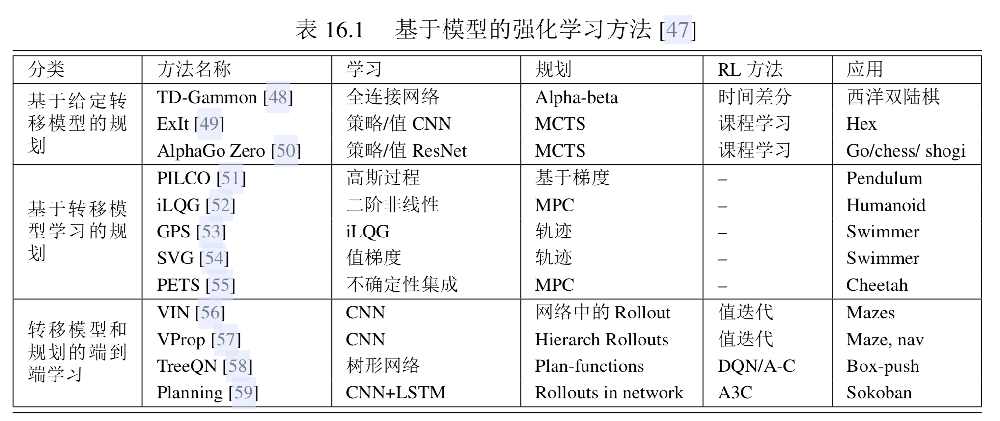 表 16.1 基于模型的强化学习方法 [47]
分类 方法名称 学习 规划 RL 方法 应用
基于给定转移模型的规划
TD-Gammon [48] 全连接网络 Alpha-beta 时间差分 西洋双陆棋
ExIt [49] 策略/值 CNN MCTS 课程学习 Hex
AlphaGo Zero [50] 策略/值 ResNet MCTS 课程学习 Go/chess/ shogi
基于转移模型学习的规划
PILCO [51] 高斯过程 基于梯度 – Pendulum
iLQG [52] 二阶非线性 MPC – Humanoid
GPS [53] iLQG 轨迹 – Swimmer
SVG [54] 值梯度 轨迹 – Swimmer
PETS [55] 不确定性集成 MPC – Cheetah
转移模型和规划的端到端学习
VIN [56] CNN 网络中的 Rollout 值迭代 Mazes
VProp [57] CNN Hierarch Rollouts 值迭代 Maze, nav
TreeQN [58] 树形网络 Plan-functions DQN/A-C Box-push
Planning [59] CNN+LSTM Rollouts in network A3C Sokoban